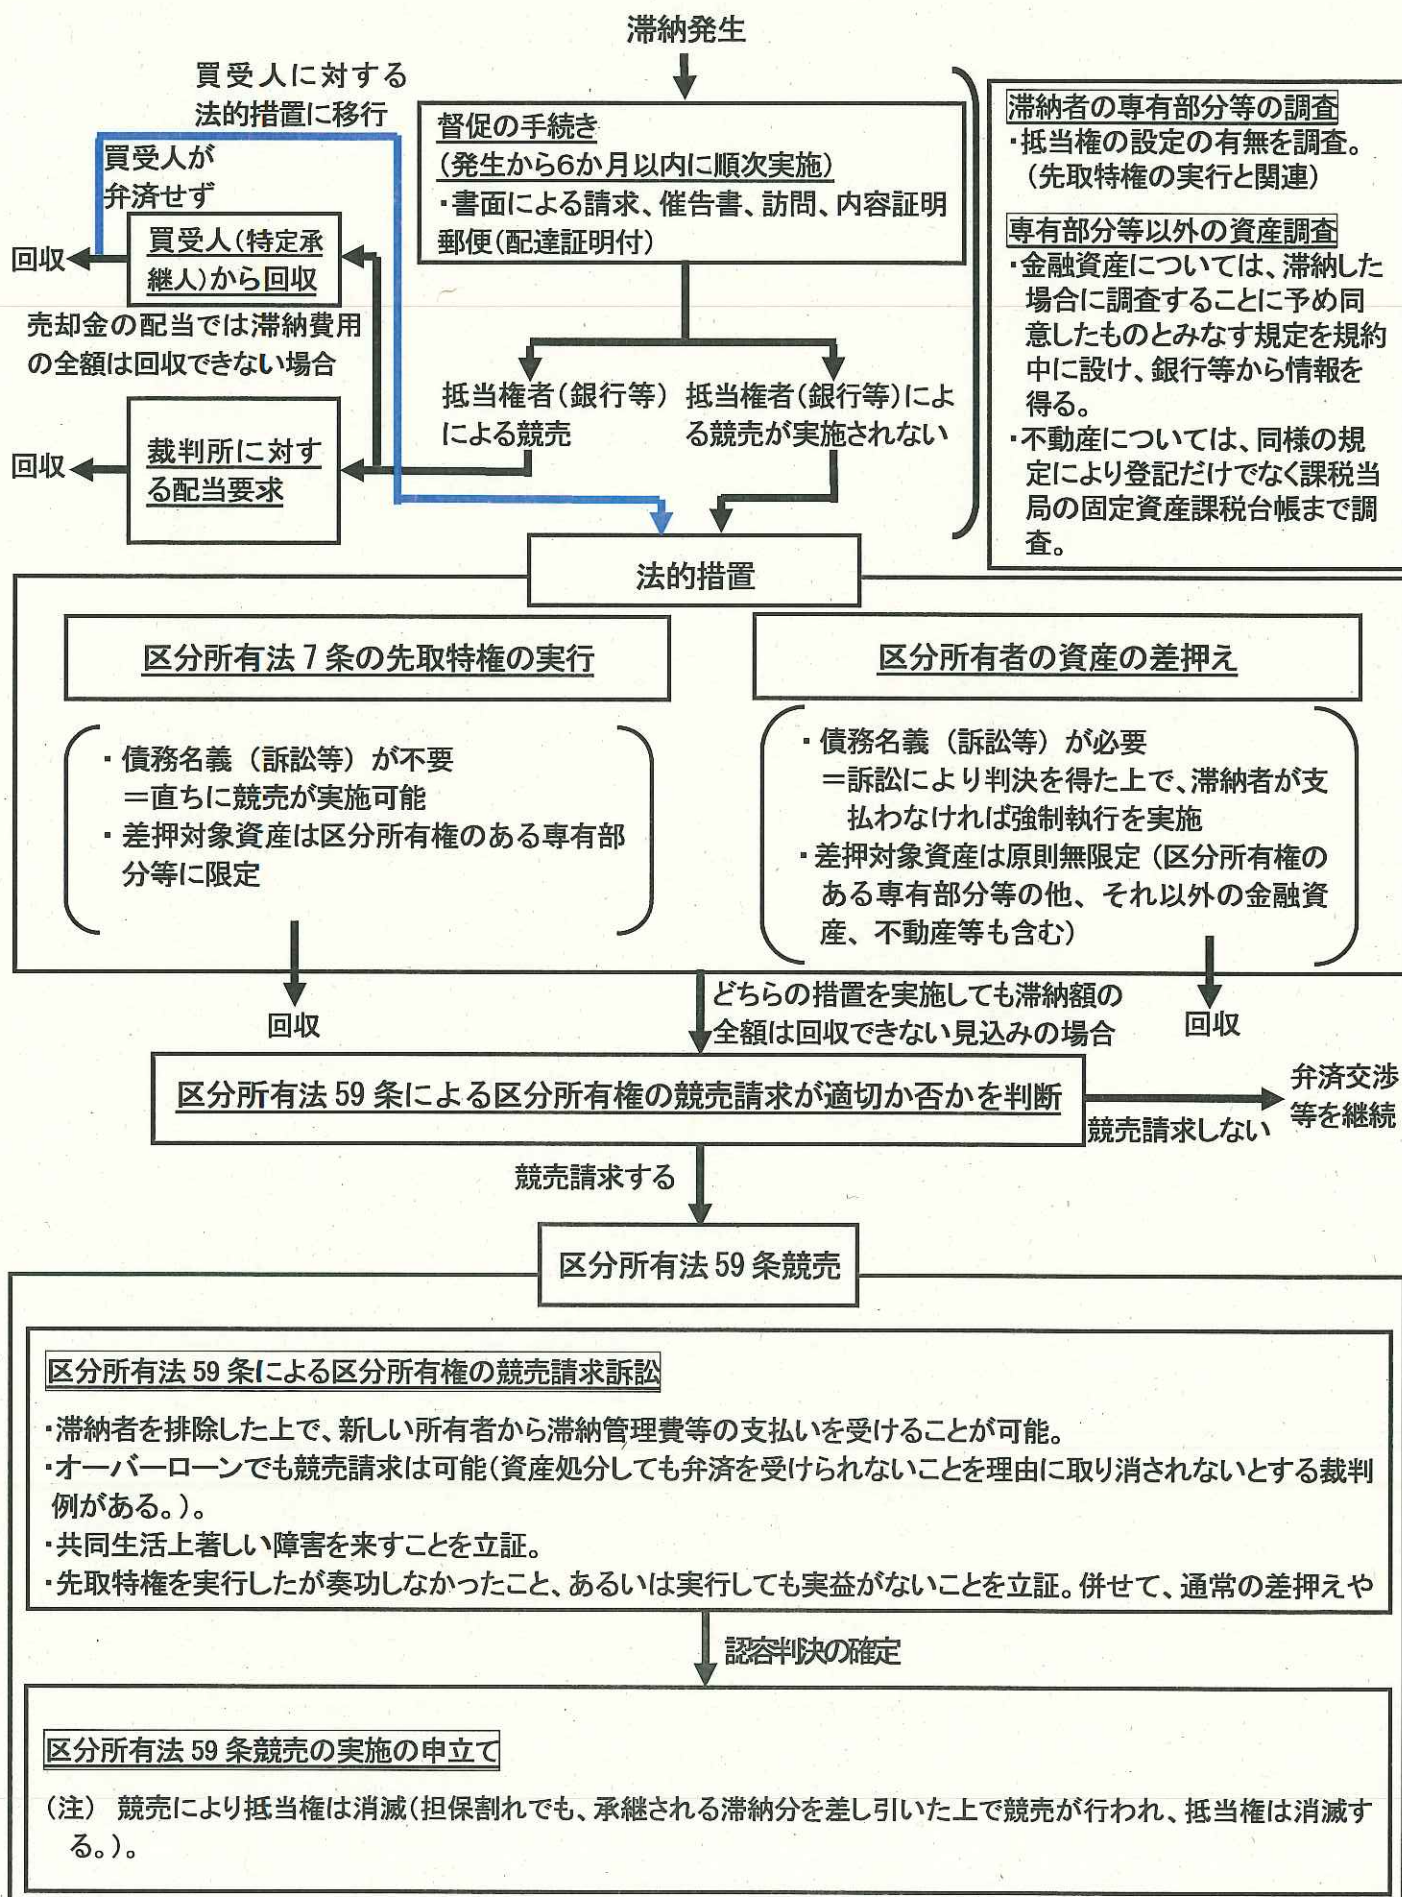 滞納発生
買受人に対する
法的措置に移行
買受人が
弁済せず
回収
買受人（特定承
継人）から回収
売却金の配当では滞納費用
の全額は回収できない場合
回収
裁判所に対す
る配当要求
督促の手続き
（発生から6か月以内に順次実施）
・書面による請求、催告書、訪問、内容証明
郵便（配達証明付）
抵当権者（銀行等）
による競売
抵当権者（銀行等）によ
る競売が実施されない
滞納者の専有部分等の調査
・抵当権の設定の有無を調査。
（先取特権の実行と関連）
専有部分等以外の資産調査
・金融資産については、滞納した
場合に調査することに予め同
意したものとみなす規定を規約
中に設け、銀行等から情報を
得る。
・不動産については、同様の規
定により登記だけでなく課税当
局の固定資産課税台帳まで調
査。
法的措置
区分所有法 7 条の先取特権の実行
・債務名義（訴訟等）が不要
＝直ちに競売が実施可能
・差押対象資産は区分所有権のある専有部
分等に限定
回収
区分所有者の資産の差押え
・債務名義（訴訟等）が必要
＝訴訟により判決を得た上で、滞納者が支
払わなければ強制執行を実施
・差押対象資産は原則無限定（区分所有権の
ある専有部分等の他、それ以外の金融資
産、不動産等も含む）
回収
どちらの措置を実施しても滞納額の
全額は回収できない見込みの場合
区分所有法 59 条による区分所有権の競売請求が適切か否かを判断
競売請求しない
弁済交渉
等を継続
競売請求する
区分所有法 59 条競売
区分所有法 59 条による区分所有権の競売請求訴訟
・滞納者を排除した上で、新しい所有者から滞納管理費等の支払いを受けることが可能。
・オーバーローンでも競売請求は可能（資産処分しても弁済を受けられないことを理由に取り消されないとする裁判
例がある。）。
・共同生活上著しい障害を来すことを立証。
・先取特権を実行したが奏功しなかったこと、あるいは実行しても実益がないことを立証。併せて、通常の差押えや
認容判決の確定
区分所有法 59 条競売の実施の申立て
（注） 競売により抵当権は消滅（担保割れでも、承継される滞納分を差し引いた上で競売が行われ、抵当権は消滅す
る。）。